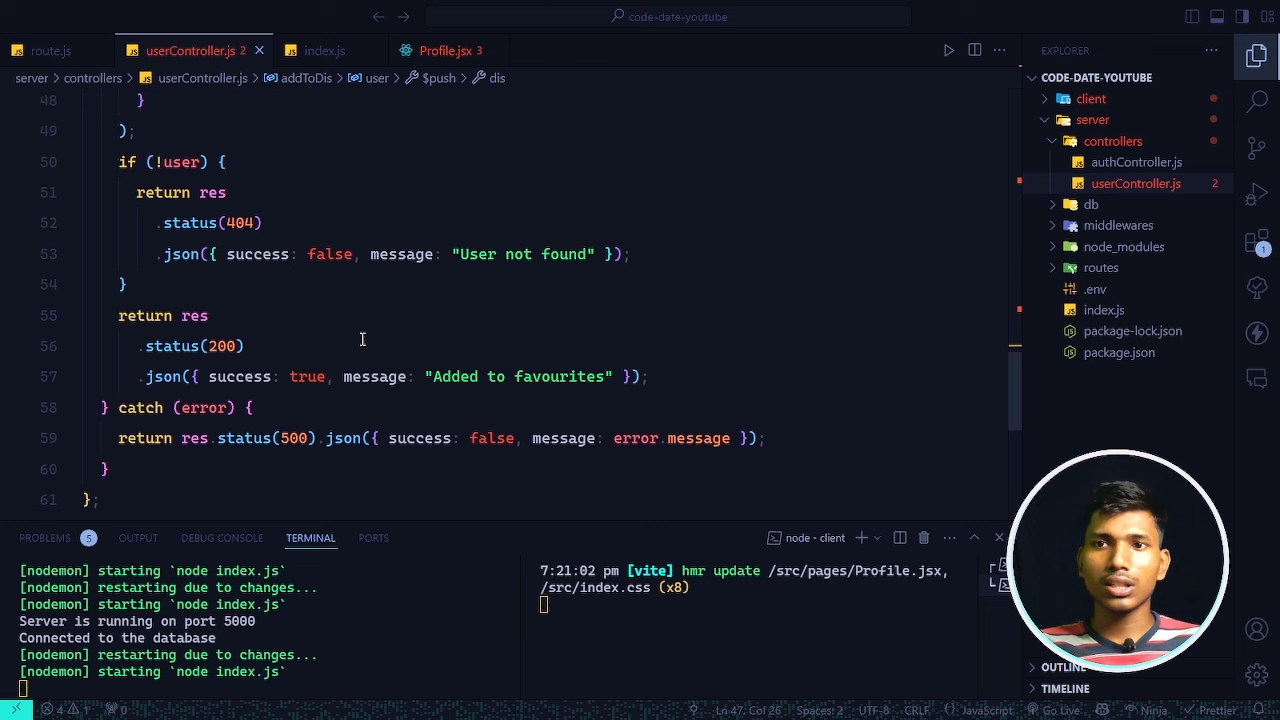 code-date-youtube
route.js
userController.js 2
index.js
Profile.jsx 3
server controllers userController.js addToDis user $push dis
48 }
49 );
50 if (!user) {
51 return res
52 .status(404)
53 .json({ success: false, message: "User not found" });
54 }
55 return res
56 .status(200)
57 .json({ success: true, message: "Added to favourites" });
58 } catch (error) {
59 return res.status(500).json({ success: false, message: error.message });
60 }
61 };
EXPLORER
CODE-DATE-YOUTUBE
client
server
controllers
authController.js
userController.js 2
db
middlewares
node_modules
routes
.env
index.js
package-lock.json
package.json
OUTLINE
TIMELINE
1
PROBLEMS 5 OUTPUT DEBUG CONSOLE TERMINAL PORTS
node - client
[nodemon] starting `node index.js`
[nodemon] restarting due to changes...
[nodemon] starting `node index.js`
Server is running on port 5000
Connected to the database
[nodemon] restarting due to changes...
[nodemon] starting `node index.js`
7:21:02 pm [vite] hmr update /src/pages/Profile.jsx,
/src/index.css (x8)
4 1 0 Ln 47, Col 26 Spaces: 2 UTF-8 CRLF JavaScript Go Live Ninja Prettier